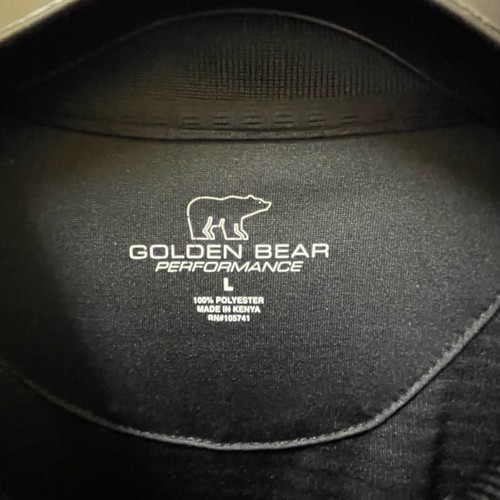 GOLDEN BEAR
PERFORMANCE
L
100% POLYESTER
MADE IN KENYA
RN#105741